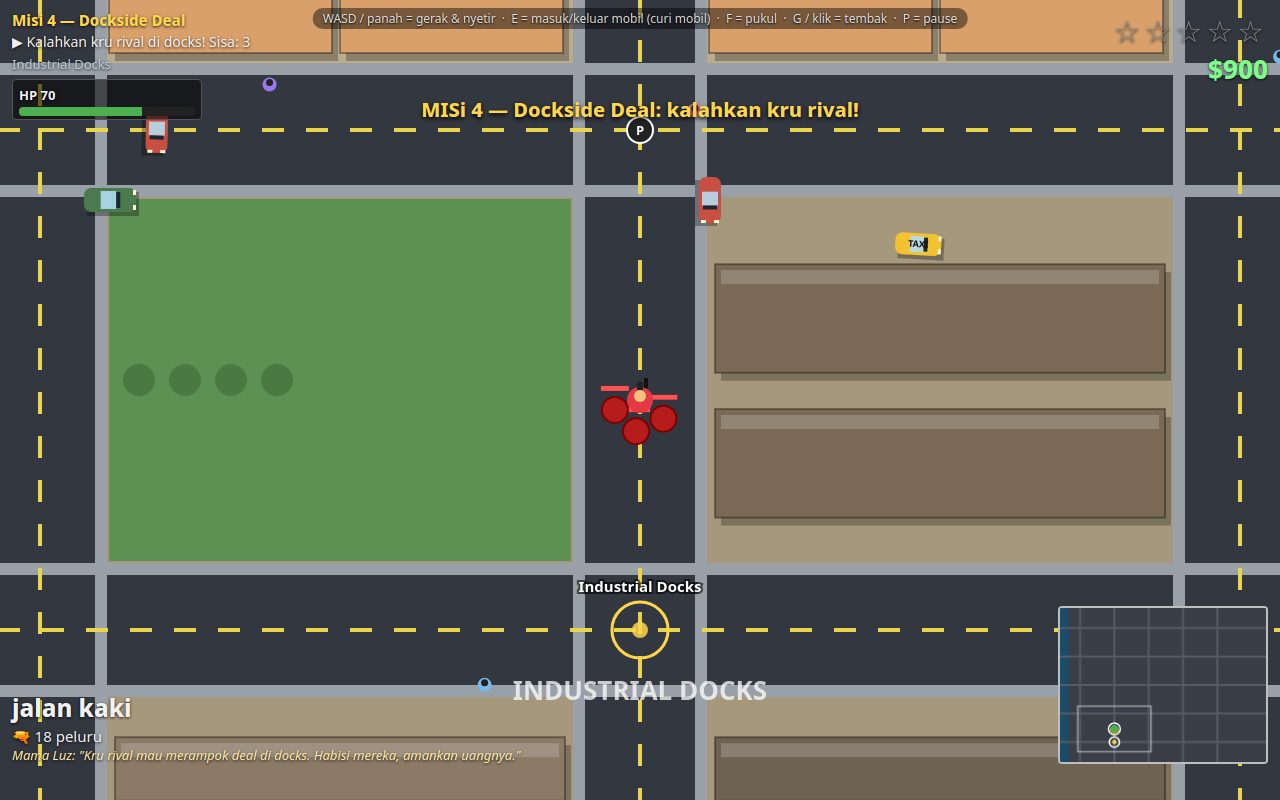 Misi 4 — Dockside Deal
WASD / panah = gerak & nyetir · E = masuk/keluar mobil (curi mobil) · F = pukul · G / klik = tembak · P = pause
▶ Kalahkan kru rival di docks! Sisa: 3
Industrial Docks
$900
HP 70
MISi 4 — Dockside Deal: kalahkan kru rival!
P
TAXI
Industrial Docks
INDUSTRIAL DOCKS
jalan kaki
18 peluru
Mama Luz: "Kru rival mau merampok deal di docks. Habisi mereka, amankan uangnya."